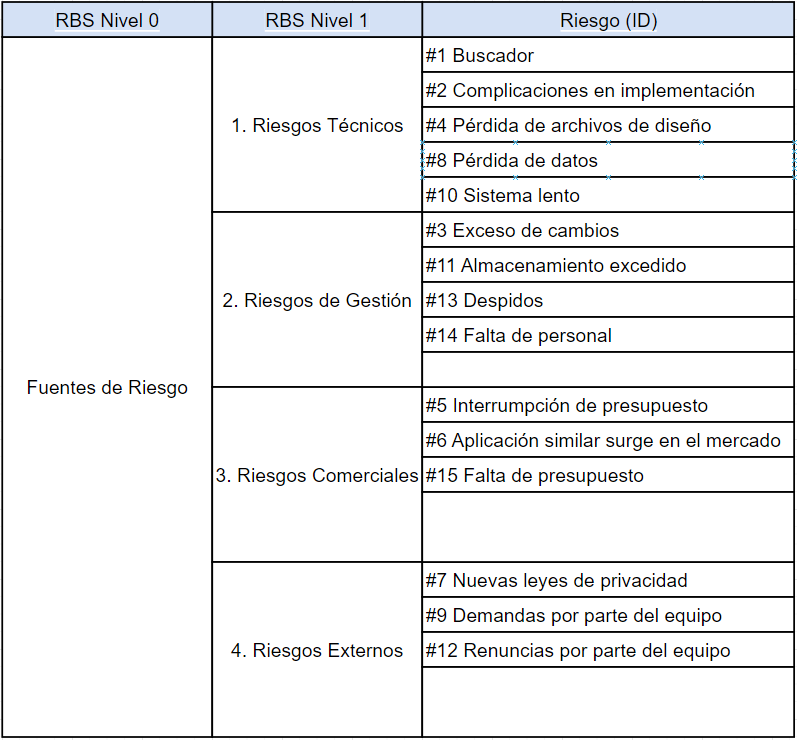 RBS Nivel 0
RBS Nivel 1
Riesgo (ID)
Fuentes de Riesgo
1. Riesgos Técnicos
#1 Buscador
#2 Complicaciones en implementación
#4 Pérdida de archivos de diseño
#8 Pérdida de datos
#10 Sistema lento
2. Riesgos de Gestión
#3 Exceso de cambios
#11 Almacenamiento excedido
#13 Despidos
#14 Falta de personal
3. Riesgos Comerciales
#5 Interrumpción de presupuesto
#6 Aplicación similar surge en el mercado
#15 Falta de presupuesto
4. Riesgos Externos
#7 Nuevas leyes de privacidad
#9 Demandas por parte del equipo
#12 Renuncias por parte del equipo